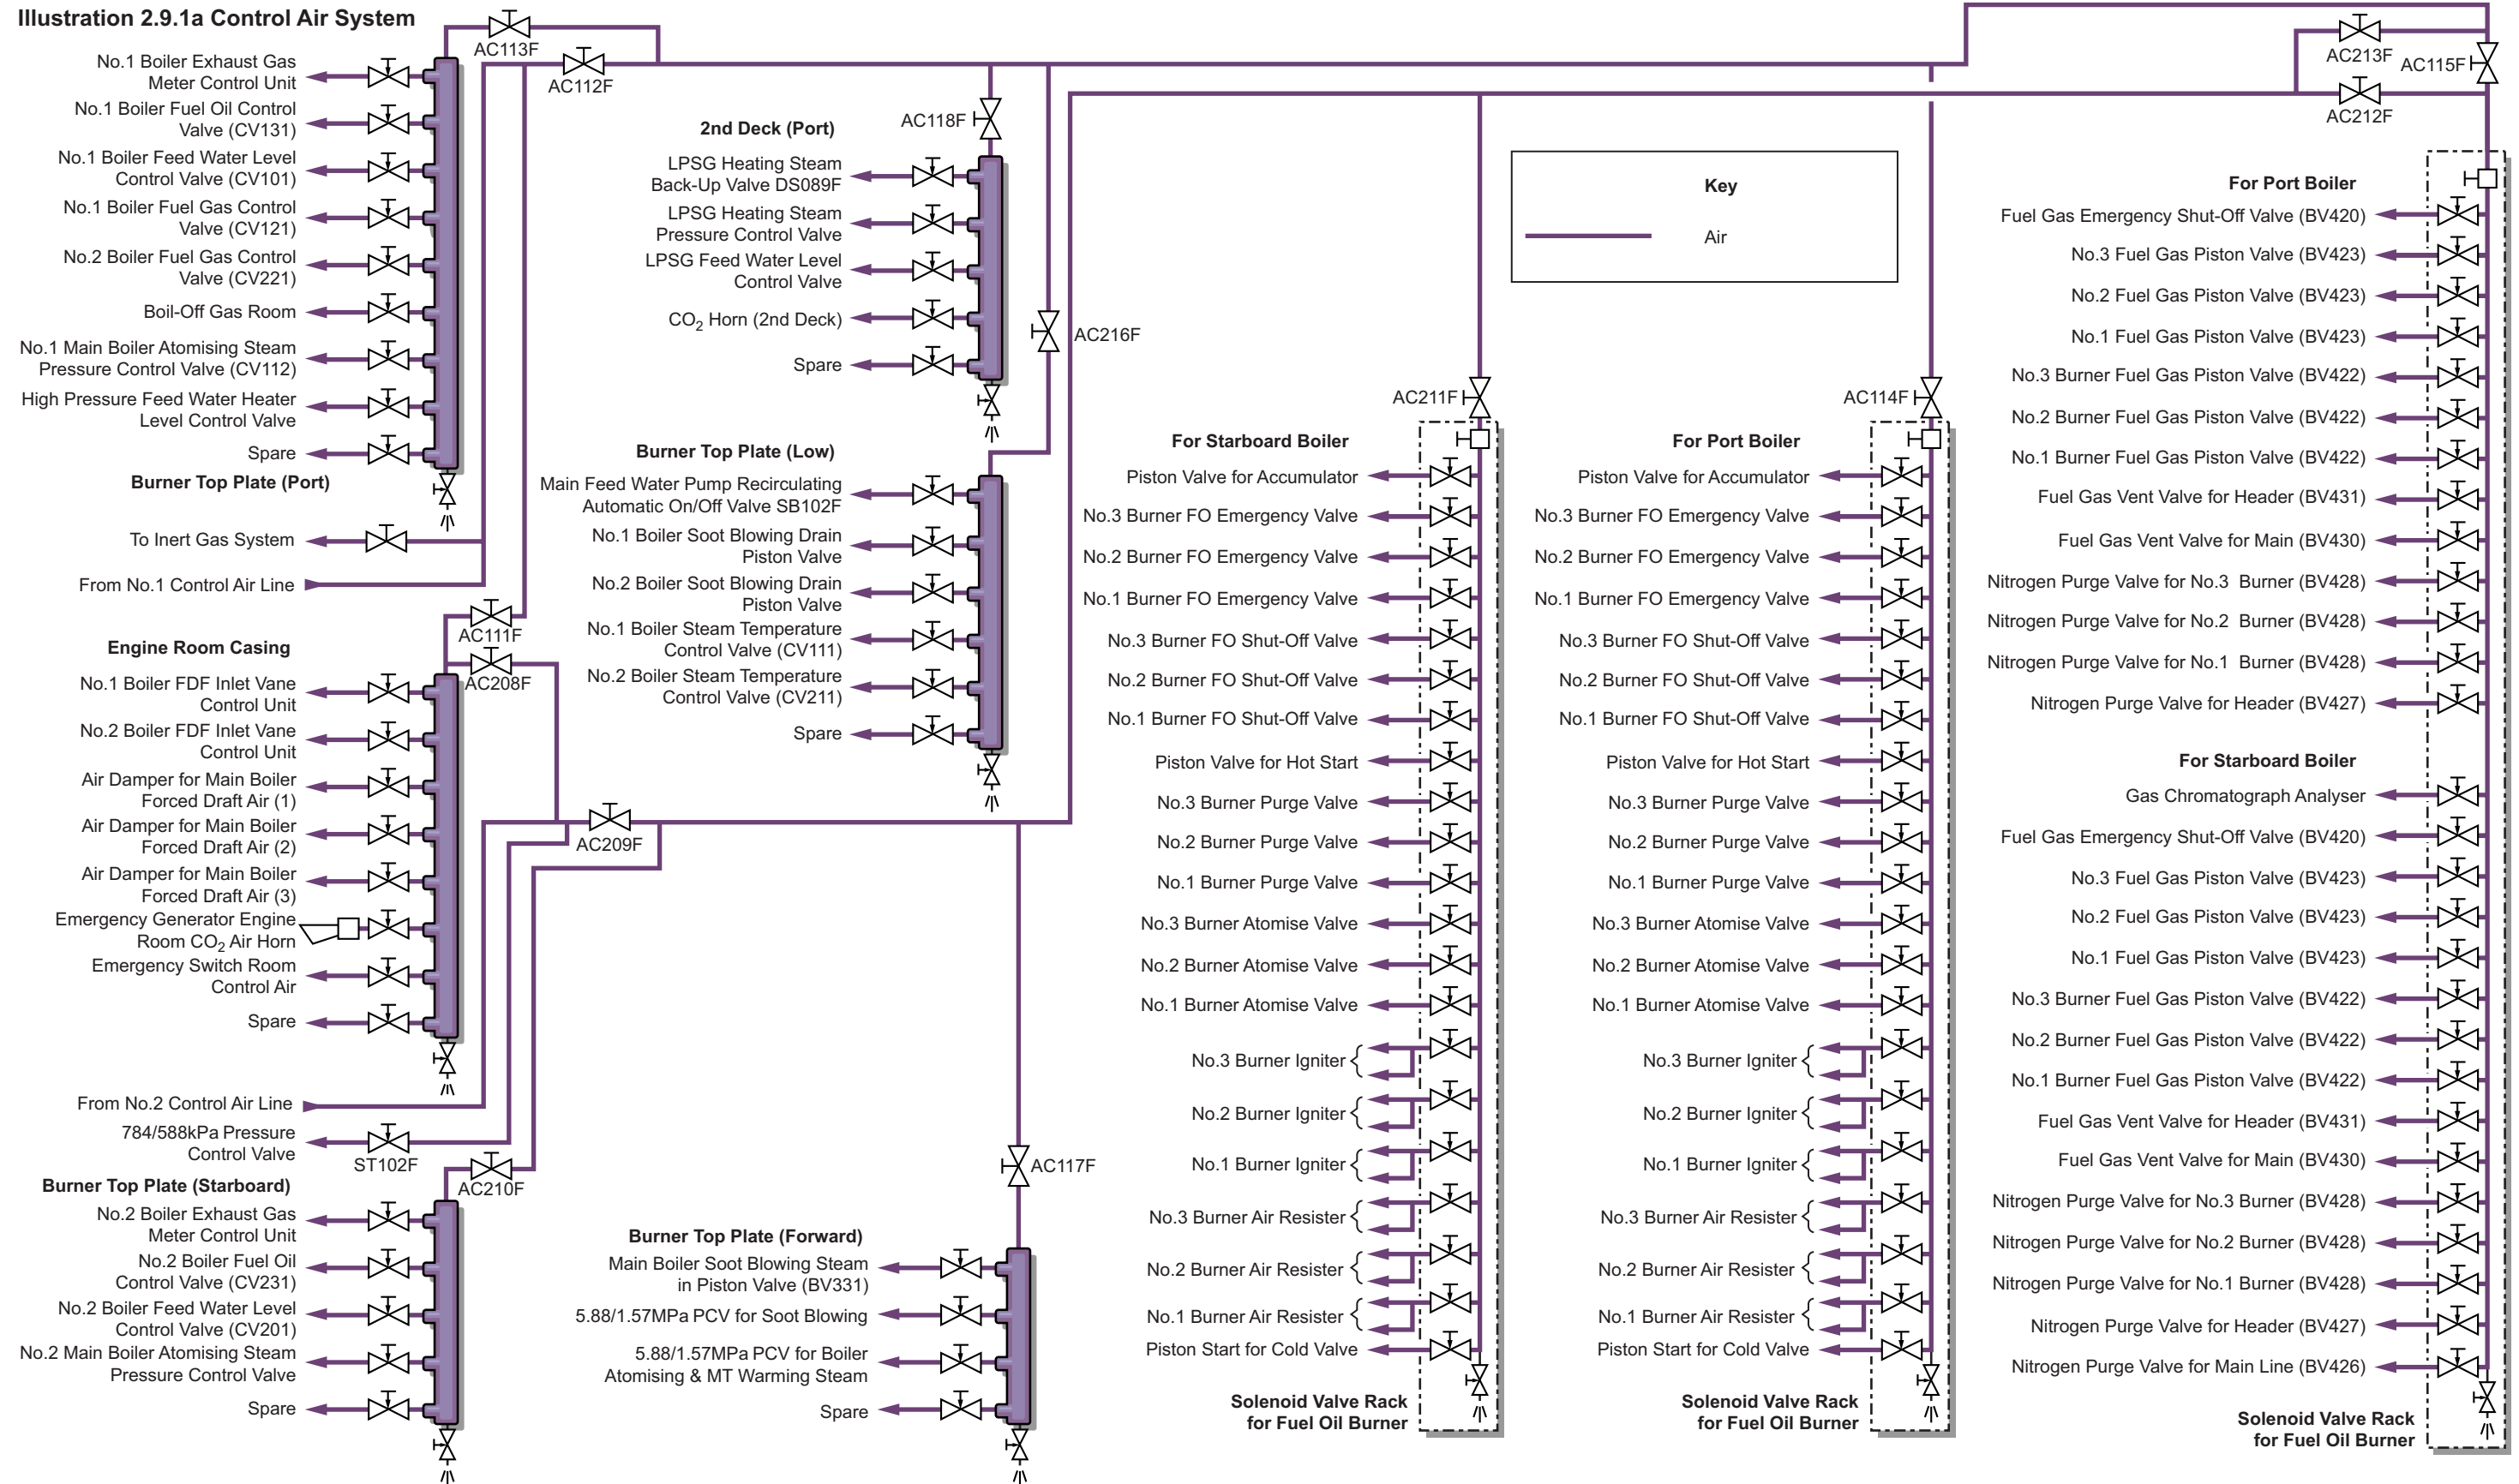 Illustration 2.9.1a Control Air System
AC113F
AC112F
No.1 Boiler Exhaust Gas
Meter Control Unit
No.1 Boiler Fuel Oil Control
Valve (CV131)
No.1 Boiler Feed Water Level
Control Valve (CV101)
No.1 Boiler Fuel Gas Control
Valve (CV121)
No.2 Boiler Fuel Gas Control
Valve (CV221)
Boil-Off Gas Room
No.1 Main Boiler Atomising Steam
Pressure Control Valve (CV112)
High Pressure Feed Water Heater
Level Control Valve
Spare
Burner Top Plate (Port)
To Inert Gas System
From No.1 Control Air Line
AC111F
AC208F
Engine Room Casing
No.1 Boiler FDF Inlet Vane
Control Unit
No.2 Boiler FDF Inlet Vane
Control Unit
Air Damper for Main Boiler
Forced Draft Air (1)
Air Damper for Main Boiler
Forced Draft Air (2)
Air Damper for Main Boiler
Forced Draft Air (3)
Emergency Generator Engine
Room CO2 Air Horn
Emergency Switch Room
Control Air
Spare
AC209F
From No.2 Control Air Line
784/588kPa Pressure
Control Valve
ST102F
AC210F
Burner Top Plate (Starboard)
No.2 Boiler Exhaust Gas
Meter Control Unit
No.2 Boiler Fuel Oil
Control Valve (CV231)
No.2 Boiler Feed Water Level
Control Valve (CV201)
No.2 Main Boiler Atomising Steam
Pressure Control Valve
Spare
AC118F
2nd Deck (Port)
LPSG Heating Steam
Back-Up Valve DS089F
LPSG Heating Steam
Pressure Control Valve
LPSG Feed Water Level
Control Valve
CO2 Horn (2nd Deck)
Spare
AC216F
Burner Top Plate (Low)
Main Feed Water Pump Recirculating
Automatic On/Off Valve SB102F
No.1 Boiler Soot Blowing Drain
Piston Valve
No.2 Boiler Soot Blowing Drain
Piston Valve
No.1 Boiler Steam Temperature
Control Valve (CV111)
No.2 Boiler Steam Temperature
Control Valve (CV211)
Spare
AC117F
Burner Top Plate (Forward)
Main Boiler Soot Blowing Steam
in Piston Valve (BV331)
5.88/1.57MPa PCV for Soot Blowing
5.88/1.57MPa PCV for Boiler
Atomising & MT Warming Steam
Spare
Key
Air
AC211F
For Starboard Boiler
Piston Valve for Accumulator
No.3 Burner FO Emergency Valve
No.2 Burner FO Emergency Valve
No.1 Burner FO Emergency Valve
No.3 Burner FO Shut-Off Valve
No.2 Burner FO Shut-Off Valve
No.1 Burner FO Shut-Off Valve
Piston Valve for Hot Start
No.3 Burner Purge Valve
No.2 Burner Purge Valve
No.1 Burner Purge Valve
No.3 Burner Atomise Valve
No.2 Burner Atomise Valve
No.1 Burner Atomise Valve
No.3 Burner Igniter
No.2 Burner Igniter
No.1 Burner Igniter
No.3 Burner Air Resister
No.2 Burner Air Resister
No.1 Burner Air Resister
Piston Start for Cold Valve
Solenoid Valve Rack
for Fuel Oil Burner
AC114F
For Port Boiler
Piston Valve for Accumulator
No.3 Burner FO Emergency Valve
No.2 Burner FO Emergency Valve
No.1 Burner FO Emergency Valve
No.3 Burner FO Shut-Off Valve
No.2 Burner FO Shut-Off Valve
No.1 Burner FO Shut-Off Valve
Piston Valve for Hot Start
No.3 Burner Purge Valve
No.2 Burner Purge Valve
No.1 Burner Purge Valve
No.3 Burner Atomise Valve
No.2 Burner Atomise Valve
No.1 Burner Atomise Valve
No.3 Burner Igniter
No.2 Burner Igniter
No.1 Burner Igniter
No.3 Burner Air Resister
No.2 Burner Air Resister
No.1 Burner Air Resister
Piston Start for Cold Valve
Solenoid Valve Rack
for Fuel Oil Burner
AC213F
AC115F
AC212F
For Port Boiler
Fuel Gas Emergency Shut-Off Valve (BV420)
No.3 Fuel Gas Piston Valve (BV423)
No.2 Fuel Gas Piston Valve (BV423)
No.1 Fuel Gas Piston Valve (BV423)
No.3 Burner Fuel Gas Piston Valve (BV422)
No.2 Burner Fuel Gas Piston Valve (BV422)
No.1 Burner Fuel Gas Piston Valve (BV422)
Fuel Gas Vent Valve for Header (BV431)
Fuel Gas Vent Valve for Main (BV430)
Nitrogen Purge Valve for No.3 Burner (BV428)
Nitrogen Purge Valve for No.2 Burner (BV428)
Nitrogen Purge Valve for No.1 Burner (BV428)
Nitrogen Purge Valve for Header (BV427)
For Starboard Boiler
Gas Chromatograph Analyser
Fuel Gas Emergency Shut-Off Valve (BV420)
No.3 Fuel Gas Piston Valve (BV423)
No.2 Fuel Gas Piston Valve (BV423)
No.1 Fuel Gas Piston Valve (BV423)
No.3 Burner Fuel Gas Piston Valve (BV422)
No.2 Burner Fuel Gas Piston Valve (BV422)
No.1 Burner Fuel Gas Piston Valve (BV422)
Fuel Gas Vent Valve for Header (BV431)
Fuel Gas Vent Valve for Main (BV430)
Nitrogen Purge Valve for No.3 Burner (BV428)
Nitrogen Purge Valve for No.2 Burner (BV428)
Nitrogen Purge Valve for No.1 Burner (BV428)
Nitrogen Purge Valve for Header (BV427)
Nitrogen Purge Valve for Main Line (BV426)
Solenoid Valve Rack
for Fuel Oil Burner